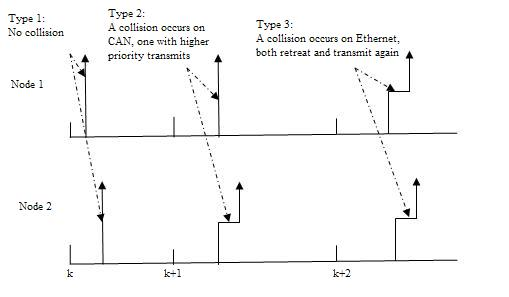 Type 1:
No collision
Type 2:
A collision occurs on
CAN, one with higher
priority transmits
Type 3:
A collision occurs on Ethernet,
both retreat and transmit again
Node 1
Node 2
k
k+1
k+2